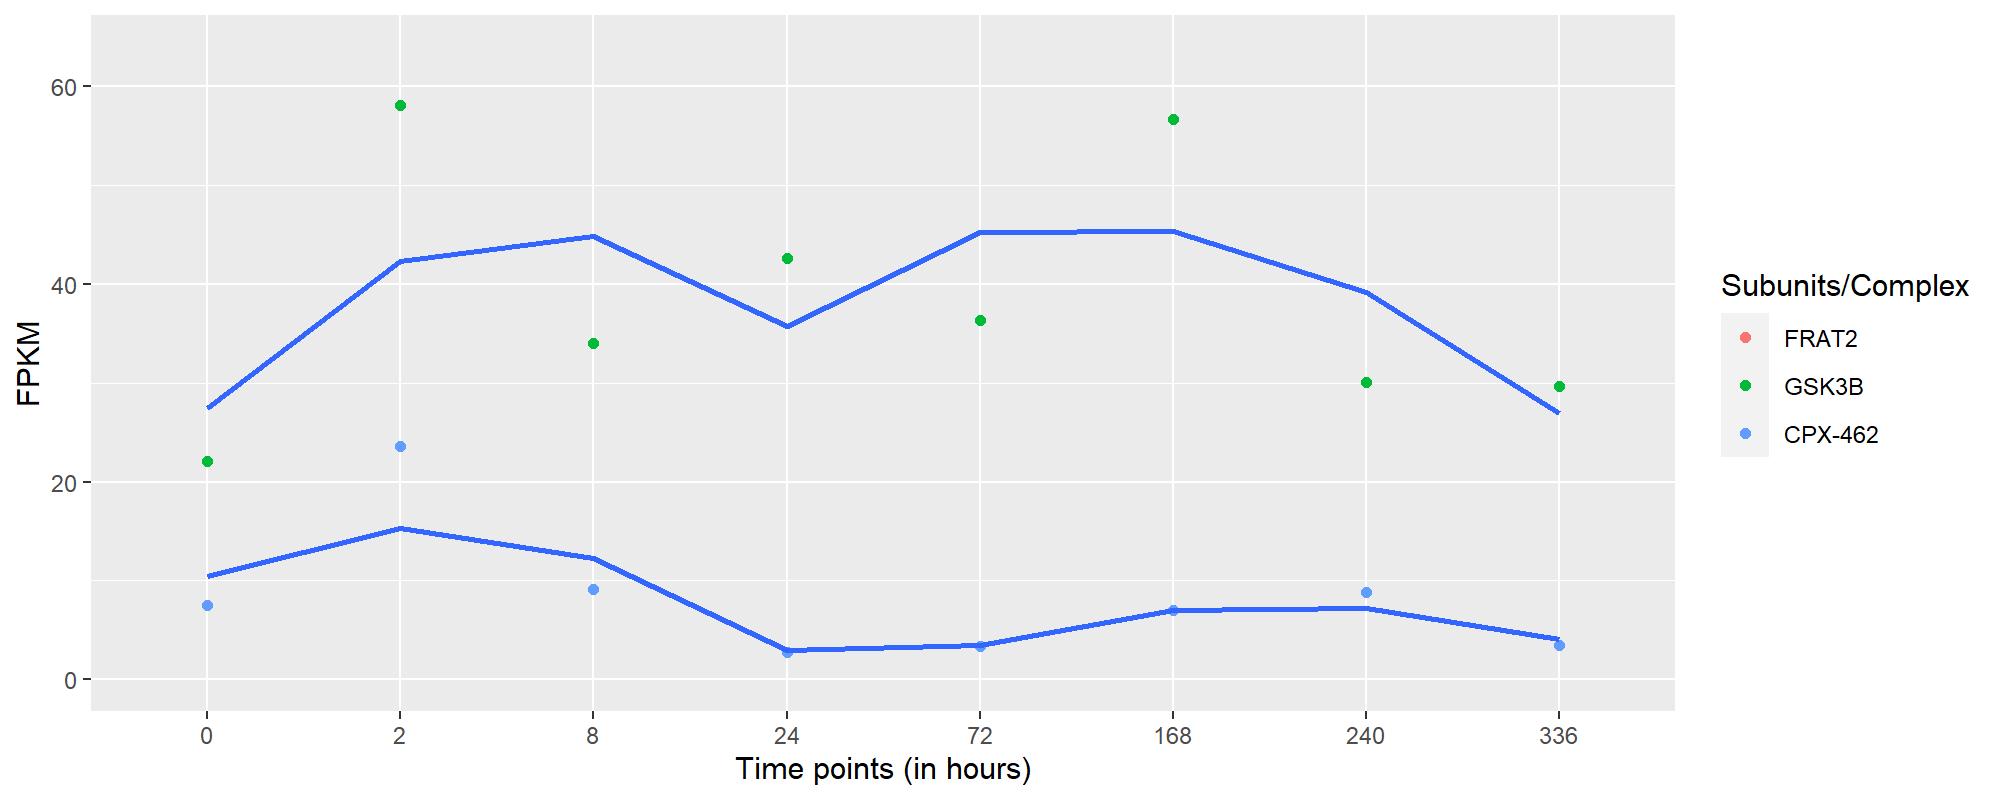 60
40
20
0
FPKM
0 2 8 24 72 168 240 336
Time points (in hours)
Subunits/Complex
FRAT2
GSK3B
CPX-462